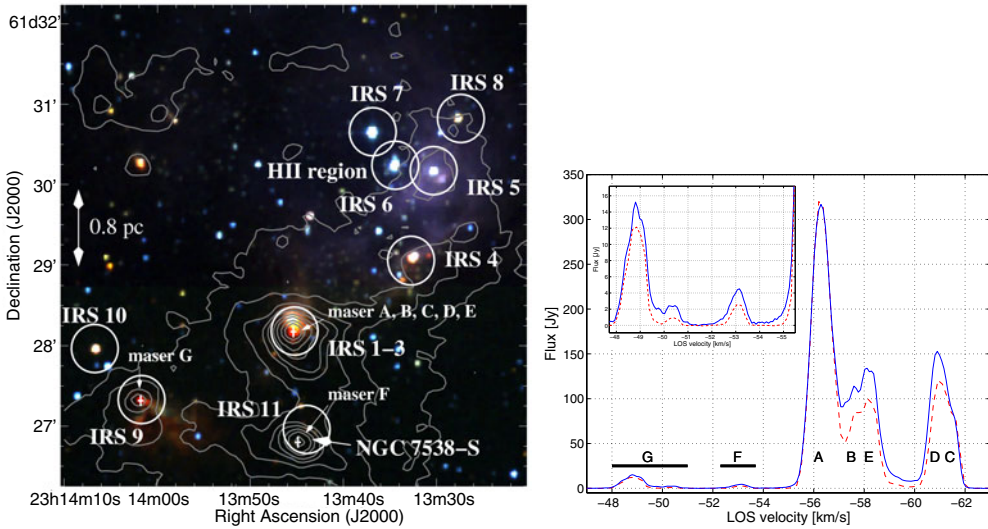 61d32'
31'
30'
29'
28'
27'
Declination (J2000)
0.8 pc
IRS 8
IRS 7
HII region
IRS 5
IRS 6
IRS 4
IRS 10
maser A, B, C, D, E
IRS 1-3
maser G
maser F
IRS 11
IRS 9
NGC 7538-S
23h14m10s 14m00s 13m50s 13m40s 13m30s
Right Ascension (J2000)
Flux [Jy]
350
300
250
200
150
100
50
0
16
14
12
10
8
6
4
2
0
Flux [Jy]
-48 -49 -50 -51 -52 -53 -54 -55
LOS velocity [km/s]
G F A B E D C
-48 -50 -52 -54 -56 -58 -60 -62
LOS velocity [km/s]